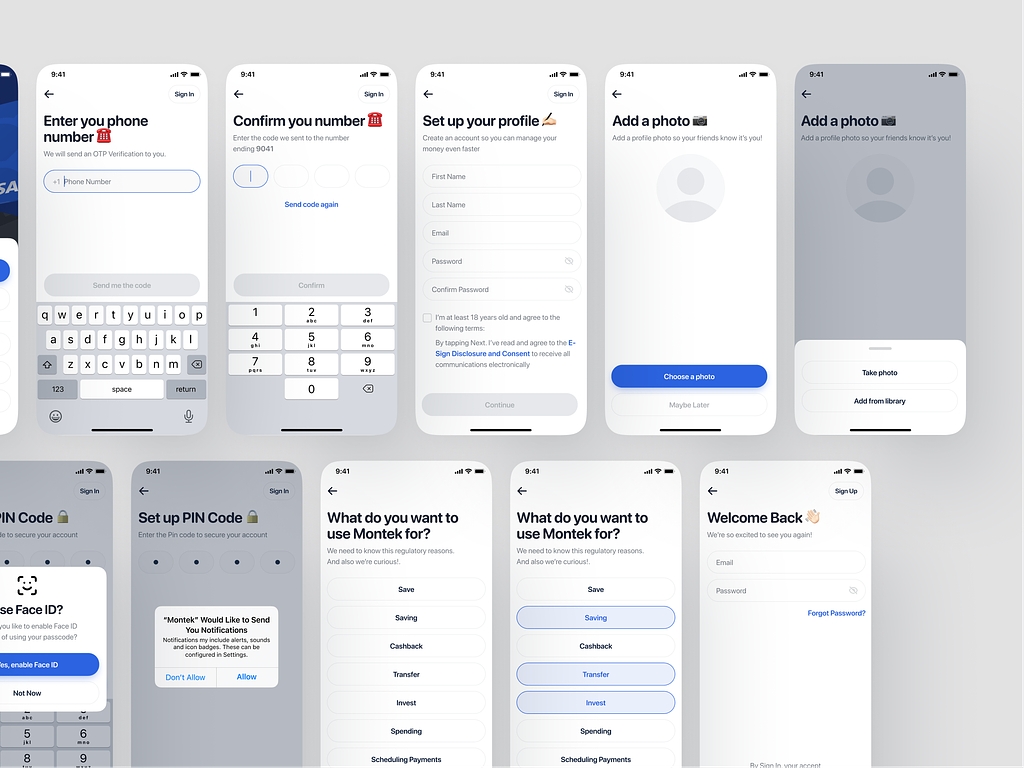 SA
9:41
Sign In
Enter you phone
number ☎️
We will send an OTP Verification to you.
+1 Phone Number
Send me the code
q w e r t y u i o p
a s d f g h j k l
z x c v b n m
123 space return
9:41
Sign In
Confirm you number ☎️
Enter the code we sent to the number
ending 9041
Send code again
Confirm
1 2 3
abc def
4 5 6
ghi jkl mno
7 8 9
pqrs tuv wxyz
0
9:41
Sign In
Set up your profile ✍🏻
Create an account so you can manage your
money even faster
First Name
Last Name
Email
Password
Confirm Password
I'm at least 18 years old and agree to the
following terms:
By tapping Next. I've read and agree to the E-
Sign Disclosure and Consent to receive all
communications electronically
Continue
9:41
Add a photo 📷
Add a profile photo so your friends know it's you!
Choose a photo
Maybe Later
9:41
Add a photo 📷
Add a profile photo so your friends know it's you!
Take photo
Add from library
Sign In
PIN Code 🔒
de to secure your account
se Face ID?
you like to enable Face ID
of using your passcode?
Yes, enable Face ID
Not Now
abc def
5 6
jkl mno
8 9
9:41
Sign In
Set up PIN Code 🔒
Enter the Pin code to secure your account
“Montek” Would Like to Send
You Notifications
Notifications my include alerts, sounds
and icon badges. These can be
configured in Settings.
Don't Allow Allow
9:41
What do you want to
use Montek for?
We need to know this regulatory reasons.
And also we're curious!.
Save
Saving
Cashback
Transfer
Invest
Spending
Scheduling Payments
9:41
What do you want to
use Montek for?
We need to know this regulatory reasons.
And also we're curious!.
Save
Saving
Cashback
Transfer
Invest
Spending
Scheduling Payments
9:41
Sign Up
Welcome Back 👋🏻
We're so excited to see you again!
Email
Password
Forgot Password?
By Sign In, your accept